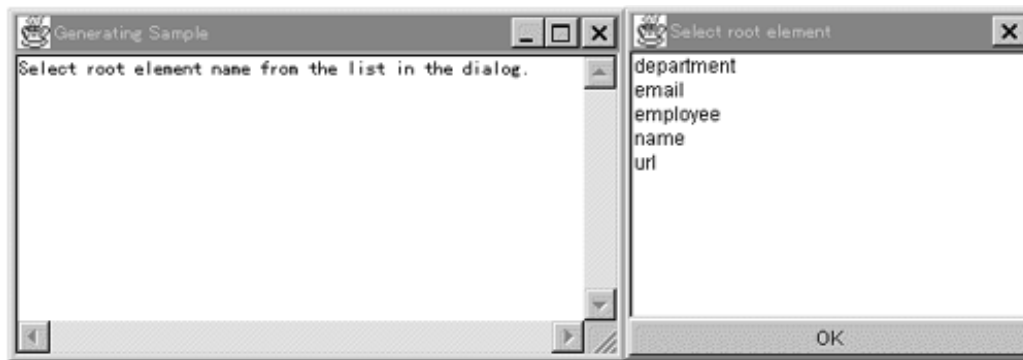 Generating Sample
Select root element name from the list in the dialog.
Select root element
department
email
employee
name
url
OK